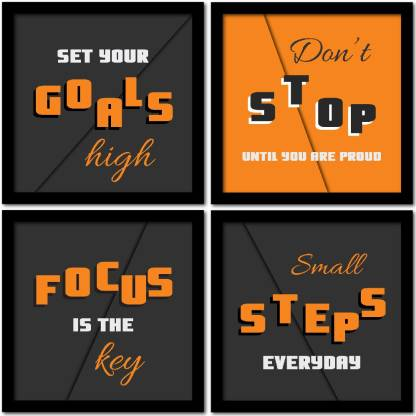 SET YOUR
GOALS
high
Don't
STOP
UNTIL YOU ARE PROUD
FOCUS
IS THE
key
Small
STEPS
EVERYDAY